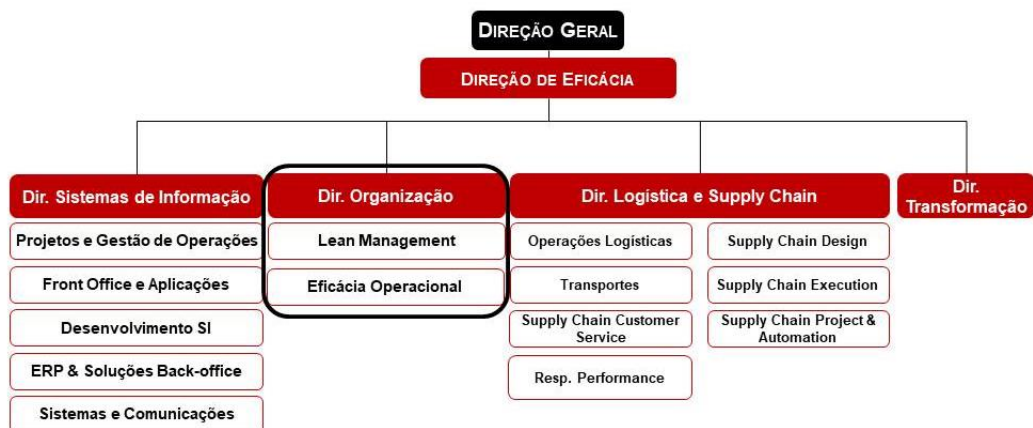 DIREÇÃO GERAL
DIREÇÃO DE EFICÁCIA
Dir. Sistemas de Informação
Projetos e Gestão de Operações
Front Office e Aplicações
Desenvolvimento SI
ERP & Soluções Back-office
Sistemas e Comunicações
Dir. Organização
Lean Management
Eficácia Operacional
Dir. Logistica e Supply Chain
Operações Logísticas
Transportes
Supply Chain Customer
Service
Resp. Performance
Supply Chain Design
Supply Chain Execution
Supply Chain Project &
Automation
Dir.
Transformação